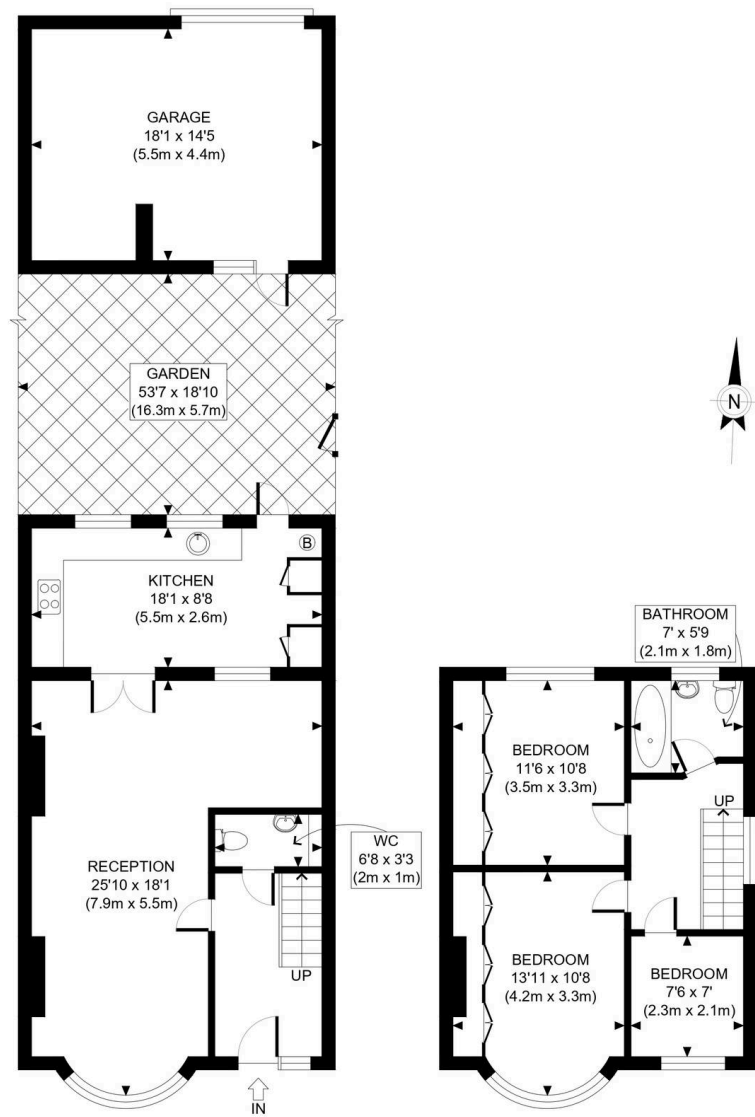 GARAGE
18'1 x 14'5
(5.5m x 4.4m)
GARDEN
53'7 x 18'10
(16.3m x 5.7m)
N
B
KITCHEN
18'1 x 8'8
(5.5m x 2.6m)
BATHROOM
7' x 5'9
(2.1m x 1.8m)
BEDROOM
11'6 x 10'8
(3.5m x 3.3m)
UP
WC
6'8 x 3'3
(2m x 1m)
RECEPTION
25'10 x 18'1
(7.9m x 5.5m)
UP
BEDROOM
13'11 x 10'8
(4.2m x 3.3m)
BEDROOM
7'6 x 7'
(2.3m x 2.1m)
IN